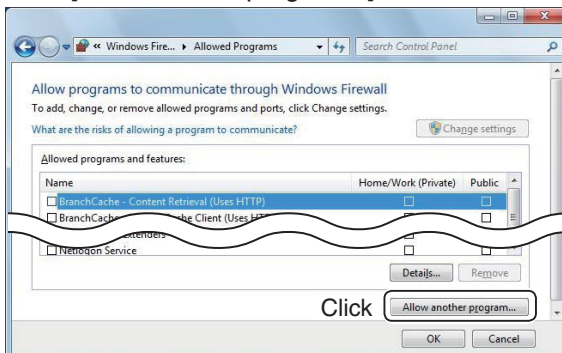 Windows Fire... ▸ Allowed Programs
Search Control Panel
Allow programs to communicate through Windows Firewall
To add, change, or remove allowed programs and ports, click Change settings.
What are the risks of allowing a program to communicate?
Change settings
Allowed programs and features:
Name Home/Work (Private) Public
BranchCache - Content Retrieval (Uses HTTP)
BranchCache Client (Uses
Netlogon Service
Details... Remove
Click Allow another program...
OK Cancel